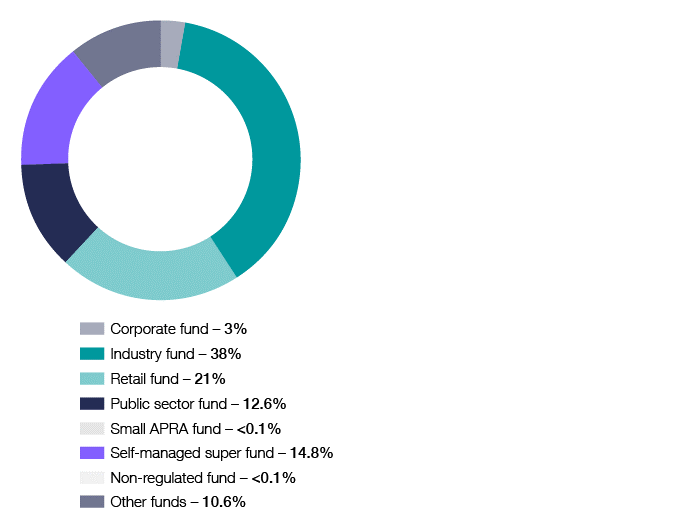 Corporate fund – 3%
Industry fund – 38%
Retail fund – 21%
Public sector fund – 12.6%
Small APRA fund – <0.1%
Self-managed super fund – 14.8%
Non-regulated fund – <0.1%
Other funds – 10.6%